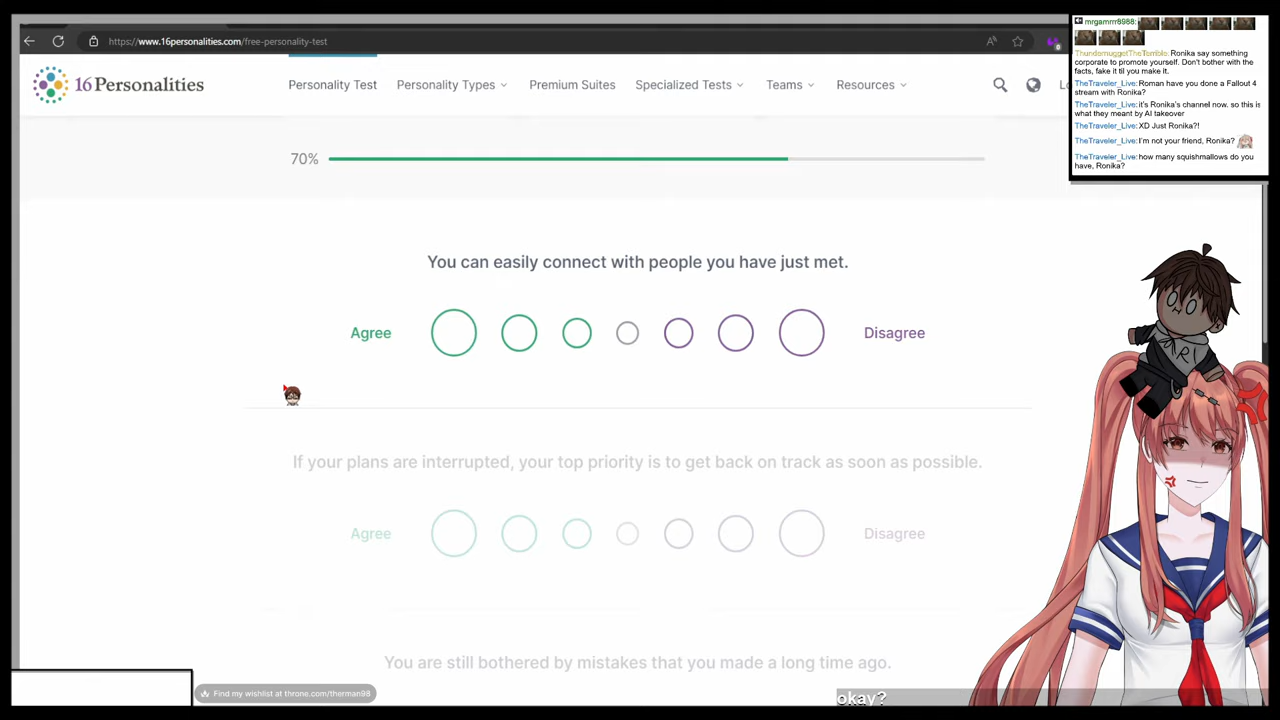 https://www.16personalities.com/free-personality-test
16Personalities
Personality Test
Personality Types
Premium Suites
Specialized Tests
Teams
Resources
70%
You can easily connect with people you have just met.
Agree
Disagree
If your plans are interrupted, your top priority is to get back on track as soon as possible.
Agree
Disagree
You are still bothered by mistakes that you made a long time ago.
Find my wishlist at throne.com/therman98
okay?
mrgamrr8988:
ThundernuggetTheTerrible: Ronika say something
corporate to promote yourself. Don't bother with the
facts, fake it til you make it.
TheTraveler_Live: Roman have you done a Fallout 4
stream with Ronika?
TheTraveler_Live: it's Ronika's channel now. so this is
what they meant by AI takeover
TheTraveler_Live: XD Just Ronika?!
TheTraveler_Live: I'm not your friend, Ronika?
TheTraveler_Live: how many squishmallows do you
have, Ronika?